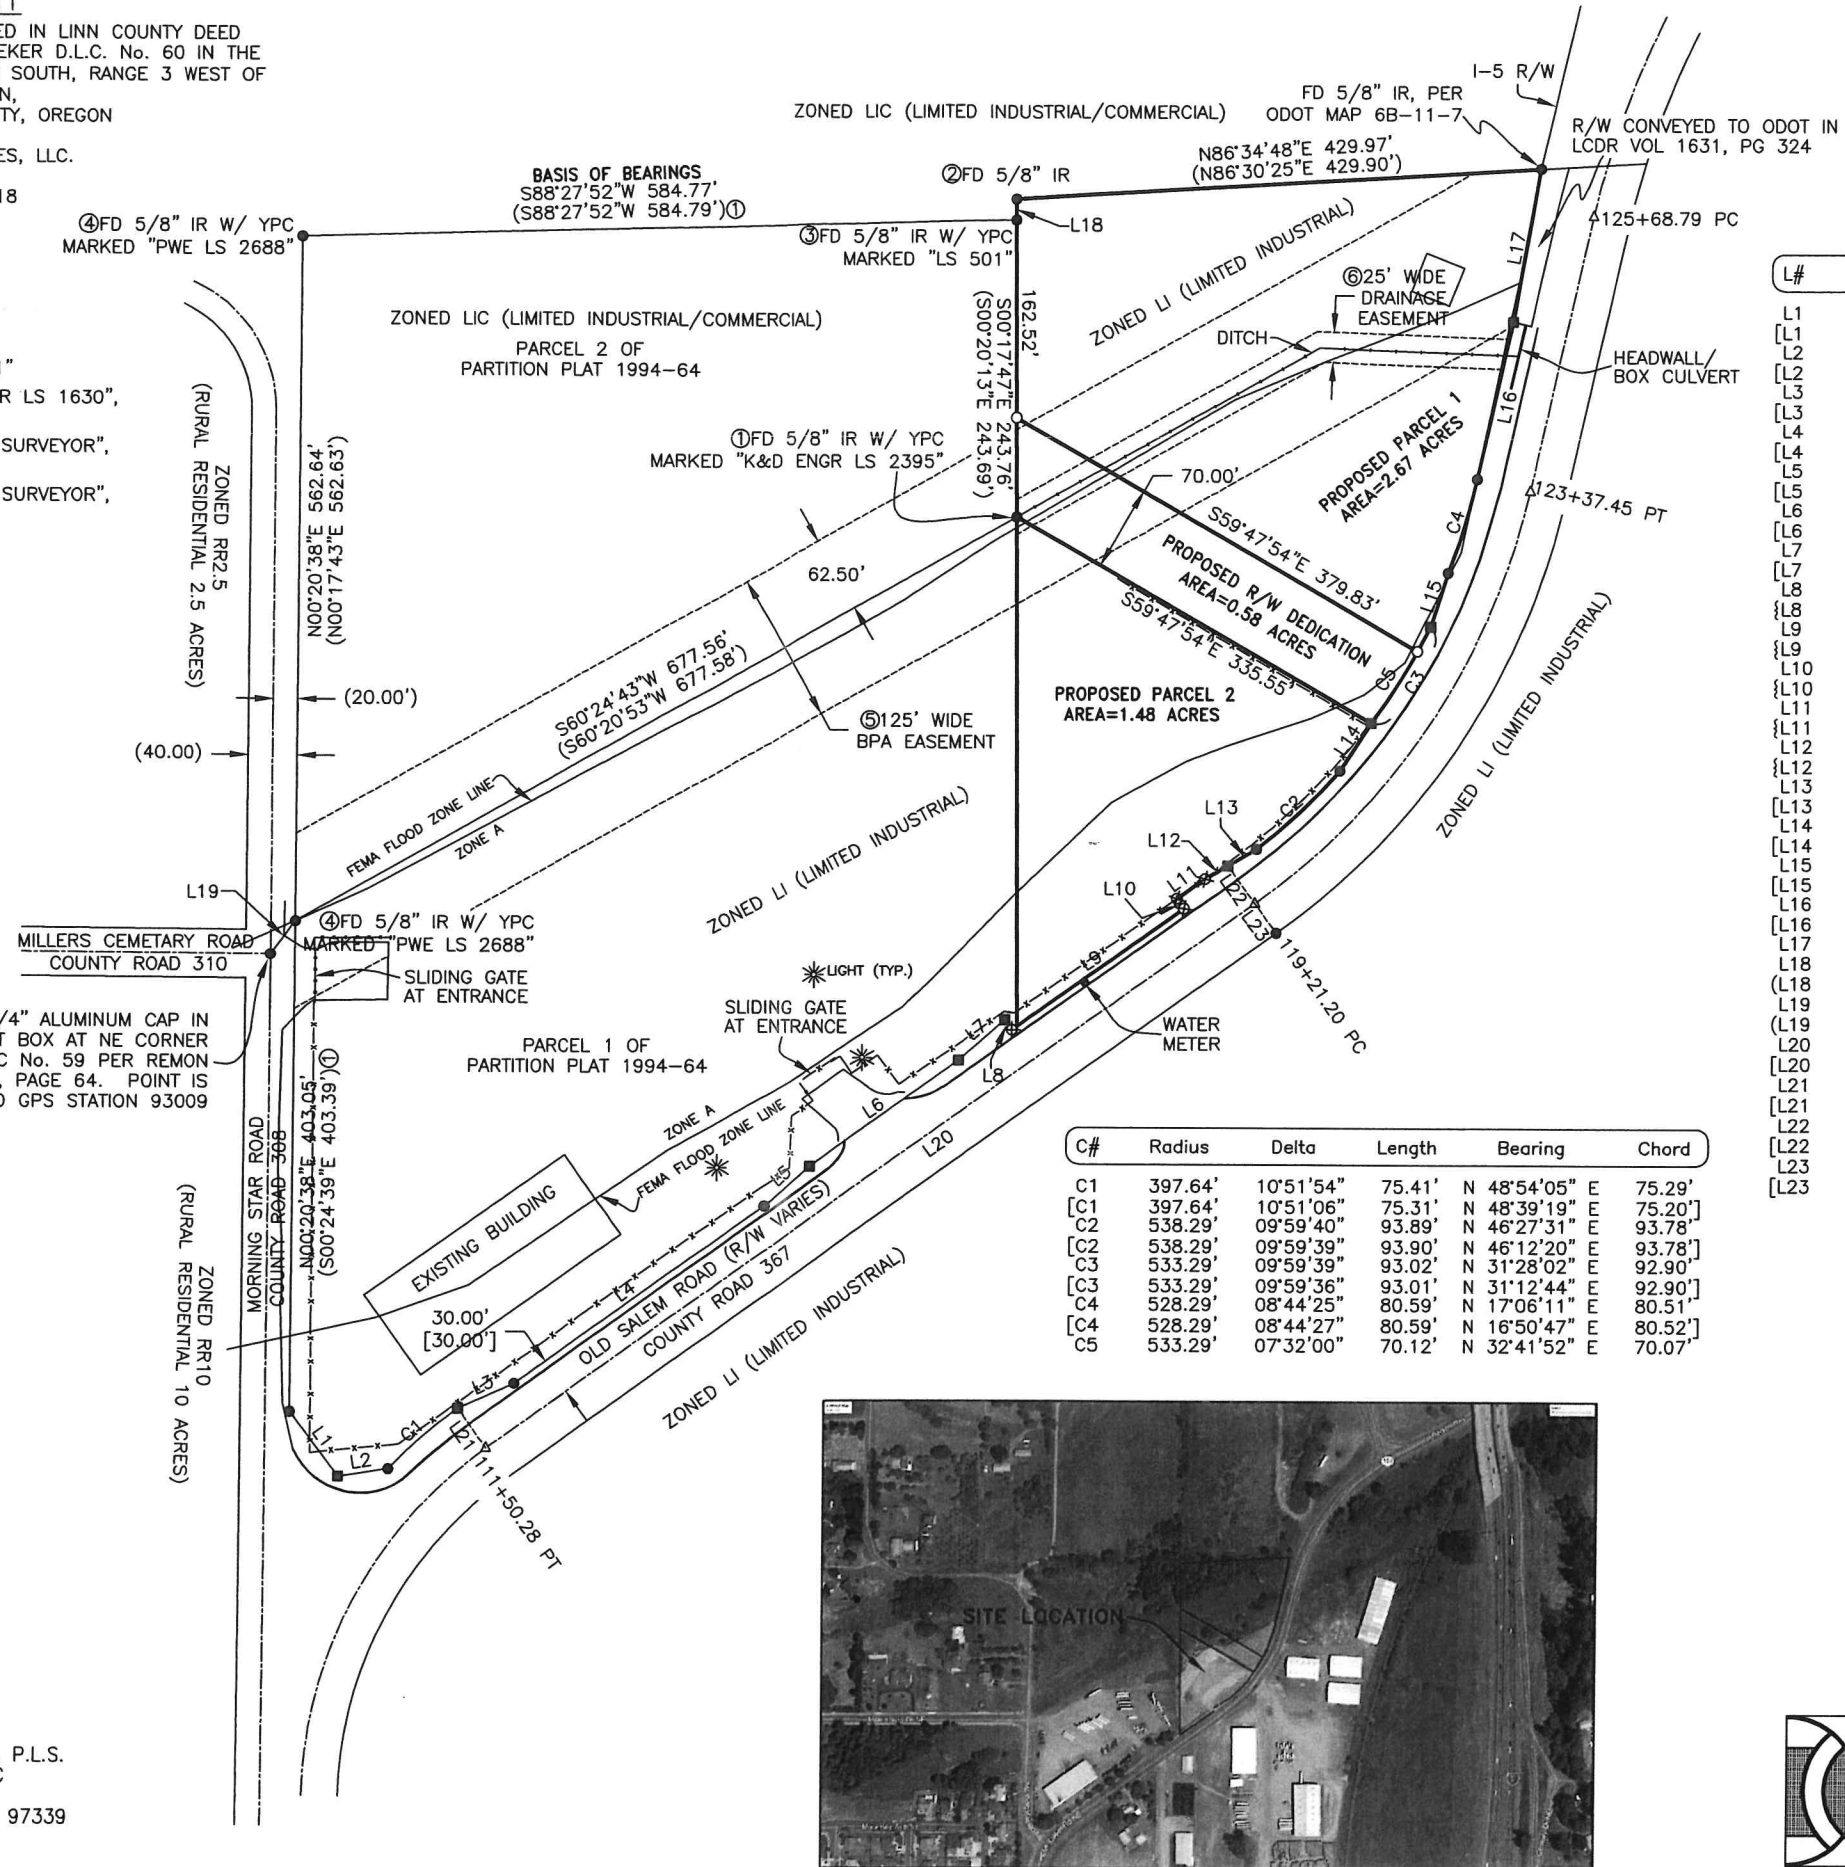 ED IN LINN COUNTY DEED
EKER D.L.C. No. 60 IN THE
SOUTH, RANGE 3 WEST OF
N,
TY, OREGON
ES, LLC.
18
1"
R LS 1630",
SURVEYOR",
SURVEYOR",
I-5 R/W
FD 5/8" IR, PER
ODOT MAP 6B-11-7
R/W CONVEYED TO ODOT IN
LCDR VOL 1631, PG 324
ZONED LIC (LIMITED INDUSTRIAL/COMMERCIAL)
N86°34'48"E 429.97'
(N86°30'25"E 429.90')
BASIS OF BEARINGS
S88°27'52"W 584.77'
(S88°27'52"W 584.79')①
②FD 5/8" IR
④FD 5/8" IR W/ YPC
MARKED "PWE LS 2688"
③FD 5/8" IR W/ YPC
MARKED "LS 501"
L18
L17
125+68.79 PC
ZONED LI (LIMITED INDUSTRIAL)
⑥25' WIDE
DRAINAGE
EASEMENT
DITCH
HEADWALL/
BOX CULVERT
162.52'
S00°17'47"E 243.76'
(S00°20'13"E 243.69')
ZONED LIC (LIMITED INDUSTRIAL/COMMERCIAL)
PARCEL 2 OF
PARTITION PLAT 1994-64
L16
PROPOSED PARCEL 1
AREA=2.67 ACRES
①FD 5/8" IR W/ YPC
MARKED "K&D ENGR LS 2395"
70.00'
123+37.45 PT
C4
S59°47'54"E 379.83'
PROPOSED R/W DEDICATION
AREA=0.58 ACRES
S59°47'54"E 335.55'
L15
C5
C3
ZONED RR2.5
(RURAL RESIDENTIAL 2.5 ACRES)
N00°20'38"E 562.64'
(N00°17'43"E 562.63')
62.50'
S60°24'43"W 677.56'
(S60°20'53"W 677.58')
(20.00')
(40.00)
⑤125' WIDE
BPA EASEMENT
PROPOSED PARCEL 2
AREA=1.48 ACRES
ZONED LI (LIMITED INDUSTRIAL)
L14
C2
L13
L12
L11
L10
L22
L23
119+21.20 PC
FEMA FLOOD ZONE LINE
ZONE A
ZONED LI (LIMITED INDUSTRIAL)
L19
④FD 5/8" IR W/ YPC
MARKED "PWE LS 2688"
MILLERS CEMETARY ROAD
COUNTY ROAD 310
SLIDING GATE
AT ENTRANCE
LIGHT (TYP.)
SLIDING GATE
AT ENTRANCE
L9
WATER
METER
/4" ALUMINUM CAP IN
T BOX AT NE CORNER
C No. 59 PER REMON
, PAGE 64. POINT IS
O GPS STATION 93009
PARCEL 1 OF
PARTITION PLAT 1994-64
L7
L8
L6
L20
ZONE A
FEMA FLOOD ZONE LINE
L5
MORNING STAR ROAD
COUNTY ROAD 308
N00°20'38"E 403.05'
(S00°24'39"E 403.39')①
ZONED RR10
(RURAL RESIDENTIAL 10 ACRES)
EXISTING BUILDING
L4
30.00'
[30.00']
OLD SALEM ROAD (R/W VARIES)
COUNTY ROAD 367
ZONED LI (LIMITED INDUSTRIAL)
L3
C1
L21
L1
L2
111+50.28 PT
L#
L1
[L1
L2
[L2
L3
[L3
L4
[L4
L5
[L5
L6
[L6
L7
[L7
L8
{L8
L9
{L9
L10
{L10
L11
{L11
L12
{L12
L13
[L13
L14
[L14
L15
[L15
L16
[L16
L17
L18
(L18
L19
(L19
L20
[L20
L21
[L21
L22
[L22
L23
[L23
C# Radius Delta Length Bearing Chord
C1 397.64' 10°51'54" 75.41' N 48°54'05" E 75.29'
[C1 397.64' 10°51'06" 75.31' N 48°39'19" E 75.20']
C2 538.29' 09°59'40" 93.89' N 46°27'31" E 93.78'
[C2 538.29' 09°59'39" 93.90' N 46°12'20" E 93.78']
C3 533.29' 09°59'39" 93.02' N 31°28'02" E 92.90'
[C3 533.29' 09°59'36" 93.01' N 31°12'44" E 92.90']
C4 528.29' 08°44'25" 80.59' N 17°06'11" E 80.51'
[C4 528.29' 08°44'27" 80.59' N 16°50'47" E 80.52']
C5 533.29' 07°32'00" 70.12' N 32°41'52" E 70.07'
SITE LOCATION
P.L.S.
C
97339